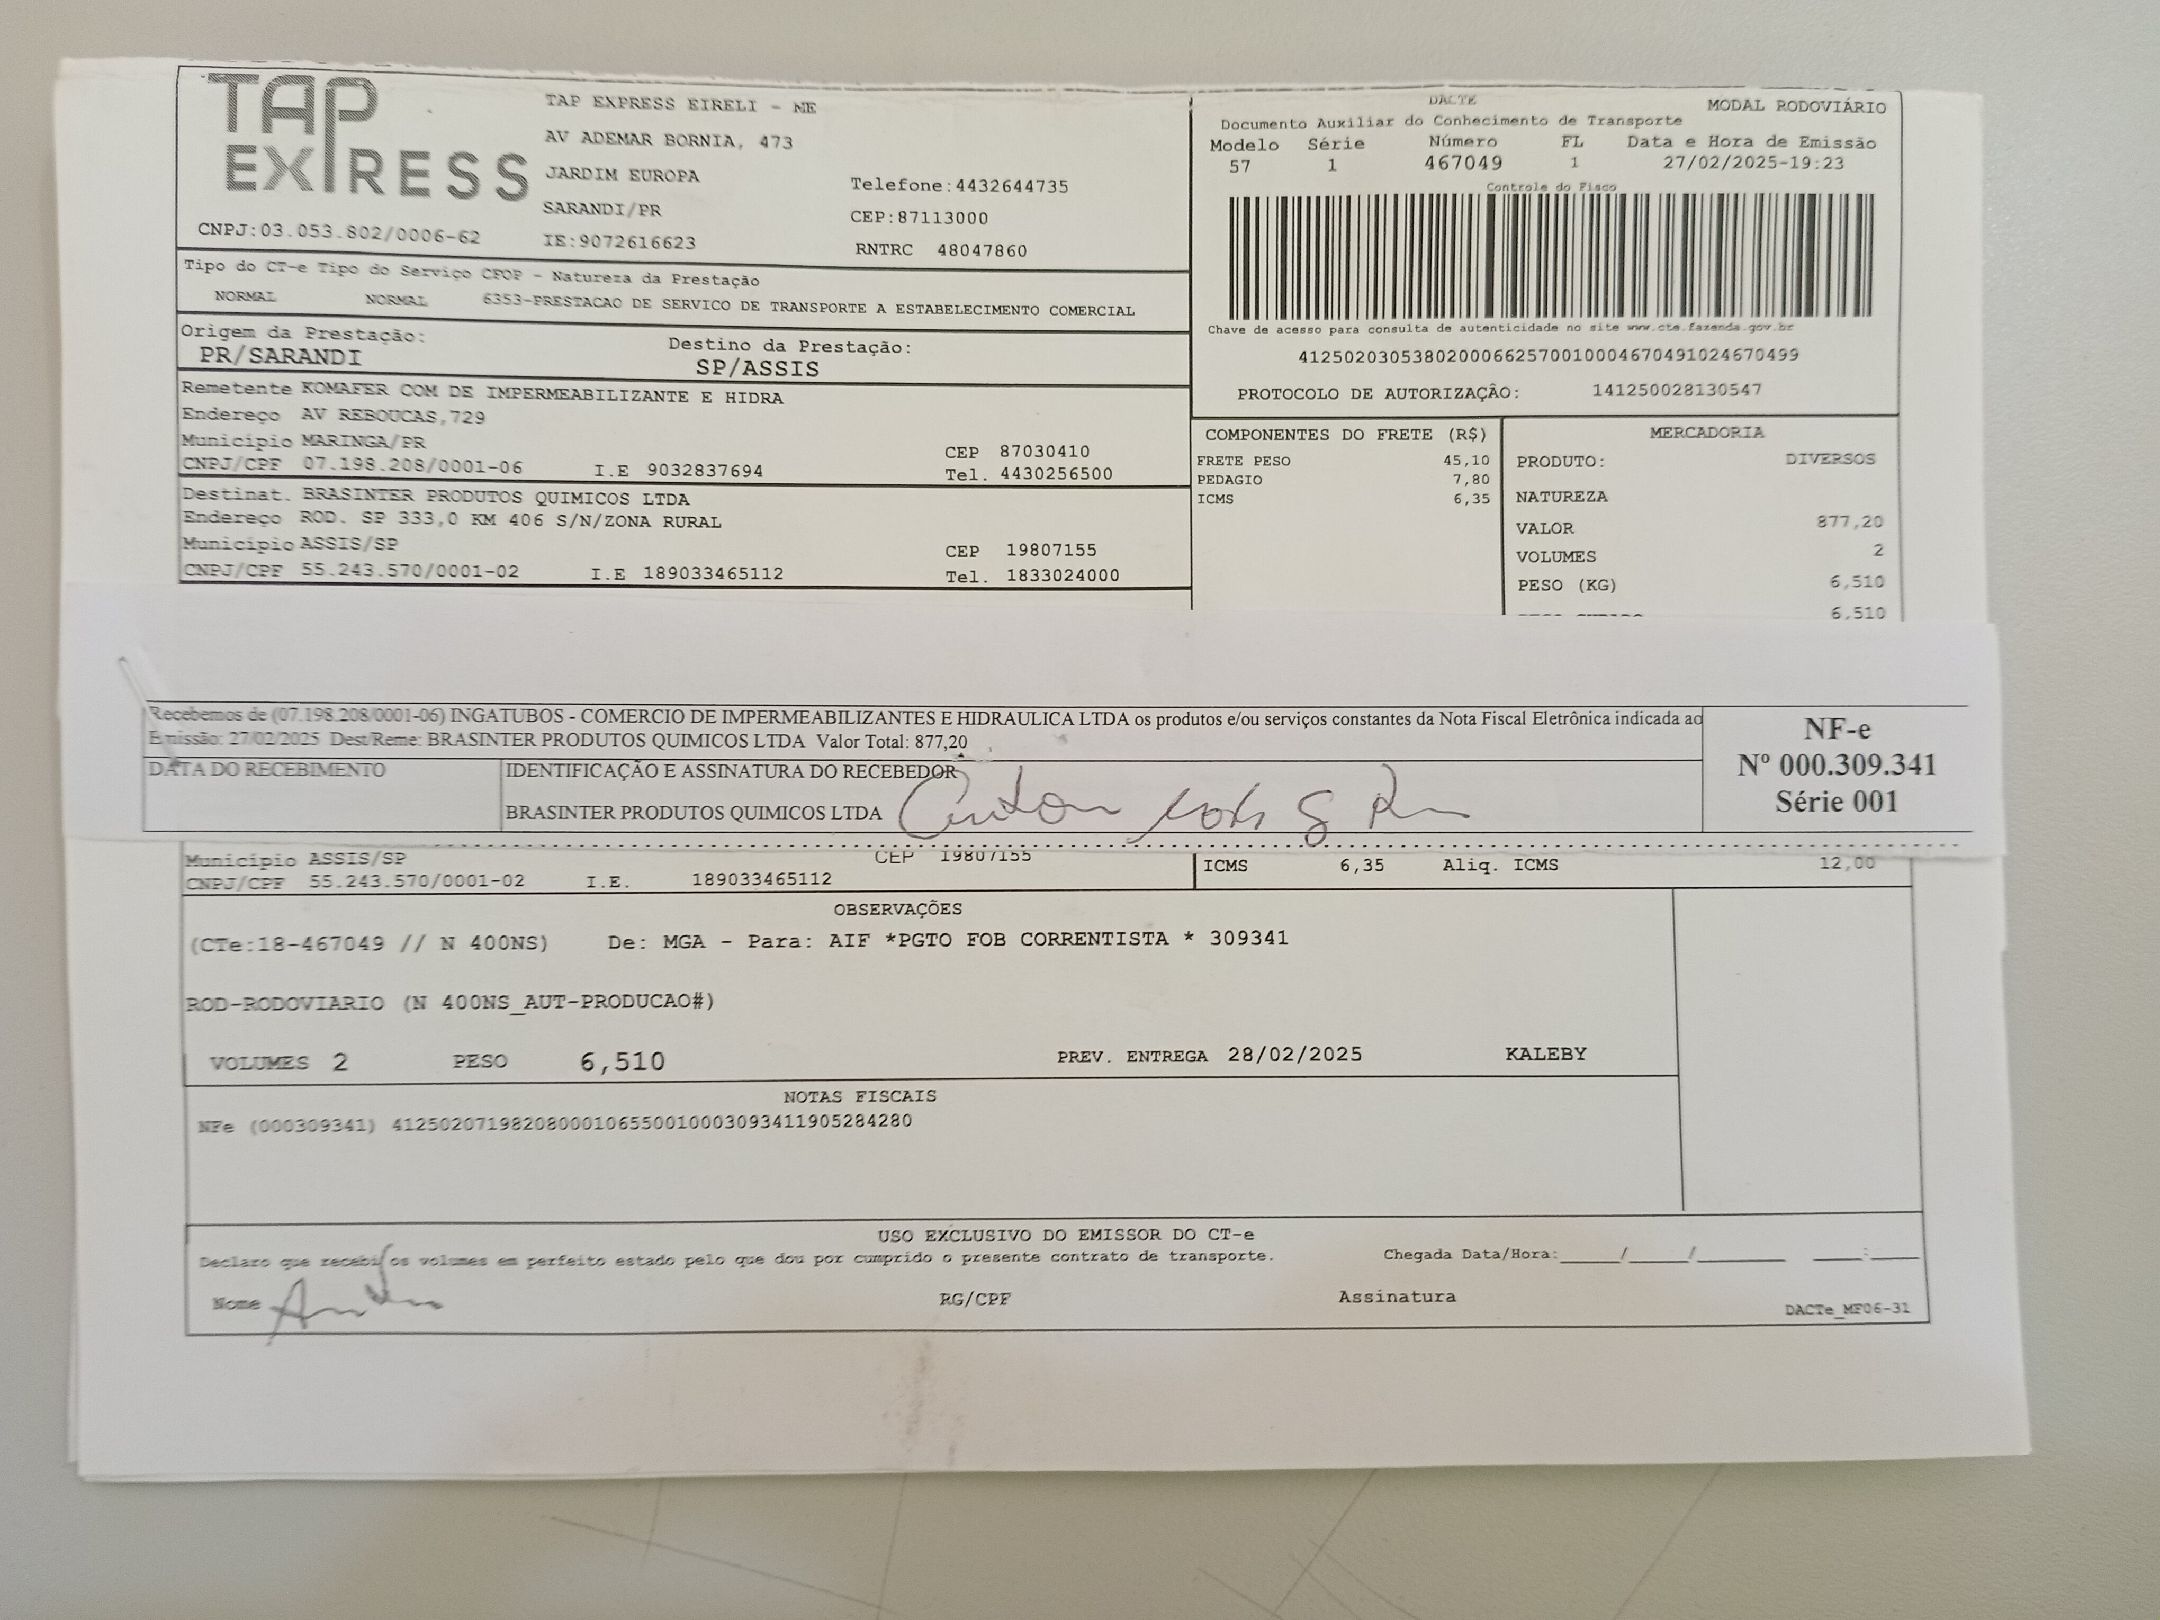 TAP EXPRESS
TAP EXPRESS EIRELI - ME
AV ADEMAR BORNIA, 473
JARDIM EUROPA
Telefone:4432644735
SARANDI/PR
CEP:87113000
CNPJ:03.053.802/0006-62
IE:9072616623
RNTRC 48047860
DACTE
MODAL RODOVIÁRIO
Documento Auxiliar do Conhecimento de Transporte
Modelo Série Número FL Data e Hora de Emissão
57 1 467049 1 27/02/2025-19:23
Controle do Fisco
Chave de acesso para consulta de autenticidade no site www.cte.fazenda.gov.br
41250203053802000662570010004670491024670499
PROTOCOLO DE AUTORIZAÇÃO: 141250028130547
Tipo do CT-e Tipo do Serviço CFOP - Natureza da Prestação
NORMAL NORMAL 6353-PRESTACAO DE SERVICO DE TRANSPORTE A ESTABELECIMENTO COMERCIAL
Origem da Prestação: Destino da Prestação:
PR/SARANDI SP/ASSIS
Remetente KOMAFER COM DE IMPERMEABILIZANTE E HIDRA
Endereço AV REBOUCAS,729
Município MARINGA/PR CEP 87030410
CNPJ/CPF 07.198.208/0001-06 I.E 9032837694 Tel. 4430256500
Destinat. BRASINTER PRODUTOS QUIMICOS LTDA
Endereço ROD. SP 333,0 KM 406 S/N/ZONA RURAL
Município ASSIS/SP CEP 19807155
CNPJ/CPF 55.243.570/0001-02 I.E 189033465112 Tel. 1833024000
COMPONENTES DO FRETE (R$)
FRETE PESO 45,10
PEDAGIO 7,80
ICMS 6,35
MERCADORIA
PRODUTO: DIVERSOS
NATUREZA
VALOR 877,20
VOLUMES 2
PESO (KG) 6,510
6,510
Recebemos de (07.198.208/0001-06) INGATUBOS - COMERCIO DE IMPERMEABILIZANTES E HIDRAULICA LTDA os produtos e/ou serviços constantes da Nota Fiscal Eletrônica indicada ao
Emissão: 27/02/2025 Dest/Reme: BRASINTER PRODUTOS QUIMICOS LTDA Valor Total: 877,20
DATA DO RECEBIMENTO IDENTIFICAÇÃO E ASSINATURA DO RECEBEDOR
BRASINTER PRODUTOS QUIMICOS LTDA
NF-e
Nº 000.309.341
Série 001
Município ASSIS/SP CEP 19807155
CNPJ/CPF 55.243.570/0001-02 I.E. 189033465112
ICMS 6,35 Aliq. ICMS 12,00
OBSERVAÇÕES
(CTe:18-467049 // N 400NS) De: MGA - Para: AIF *PGTO FOB CORRENTISTA * 309341
ROD-RODOVIARIO (N 400NS_AUT-PRODUCAO#)
VOLUMES 2 PESO 6,510 PREV. ENTREGA 28/02/2025 KALEBY
NOTAS FISCAIS
NFe (000309341) 41250207198208000106550010003093411905284280
USO EXCLUSIVO DO EMISSOR DO CT-e
Declaro que recebi os volumes em perfeito estado pelo que dou por cumprido o presente contrato de transporte. Chegada Data/Hora:____/____/______ ____:____
Nome RG/CPF Assinatura
DACTe_MF06-31